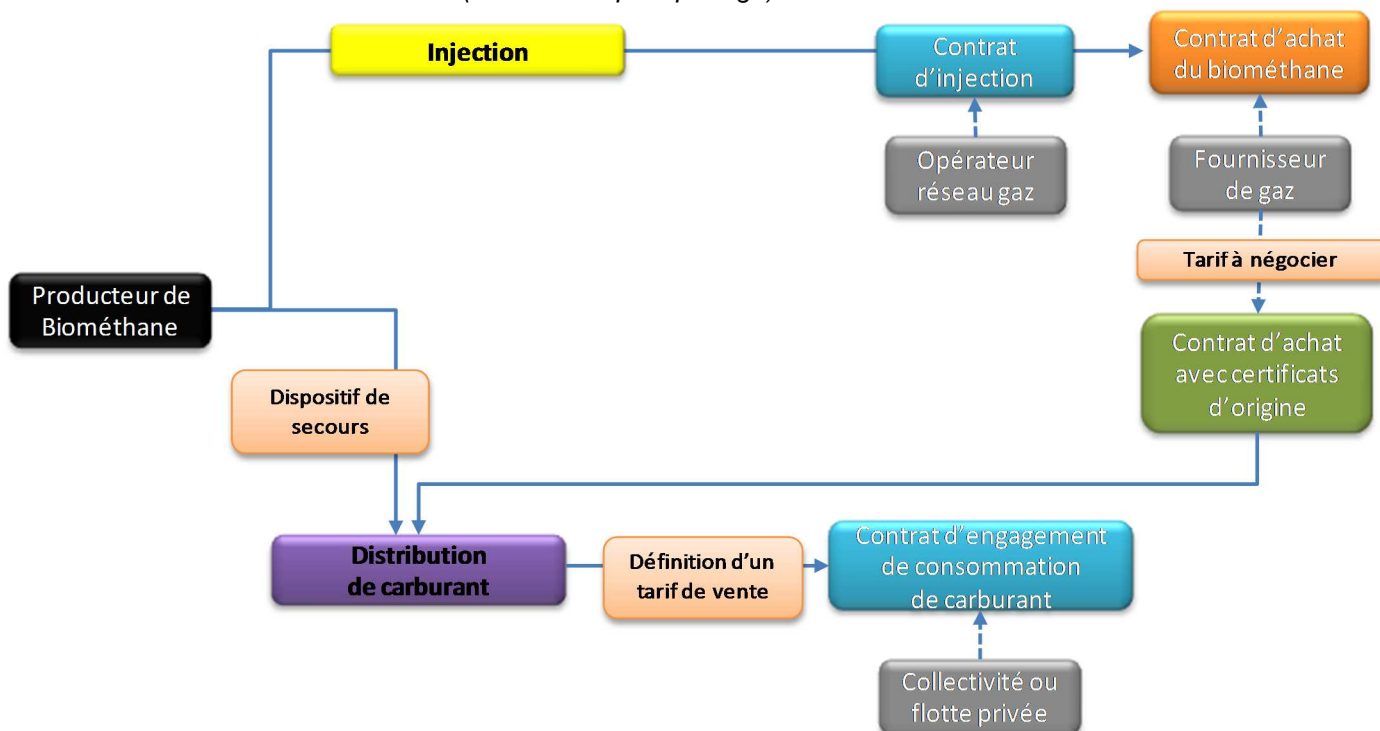 Injection
Contrat
d'injection
Contrat d'achat
du biométhane
Opérateur
réseau gaz
Fournisseur
de gaz
Tarif à négocier
Producteur de
Biométhane
Contrat d'achat
avec certificats
d'origine
Dispositif de
secours
Distribution
de carburant
Définition d'un
tarif de vente
Contrat d'engagement
de consommation
de carburant
Collectivité ou
flotte privée